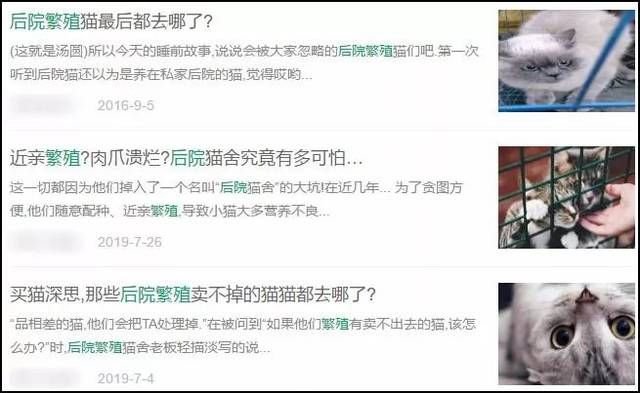 后院繁殖猫最后都去哪了?
(这就是汤圆)所以今天的睡前故事,说说会被大家忽略的后院繁殖猫们吧.第一次
听到后院猫还以为是养在私家后院的猫,觉得哎哟...
2016-9-5
近亲繁殖?肉爪溃烂?后院猫舍究竟有多可怕…
这一切都因为他们掉入了一个名叫“后院猫舍”的大坑!在近几年... 为了贪图方
便,他们随意配种、近亲繁殖,导致小猫大多营养不良...
2019-7-26
买猫深思,那些后院繁殖卖不掉的猫猫都去哪了?
“品相差的猫,他们会把TA处理掉.”在被问到“如果他们繁殖有卖不出去的猫,该怎
么办?”时,后院繁殖猫舍老板轻描淡写的说...
2019-7-4